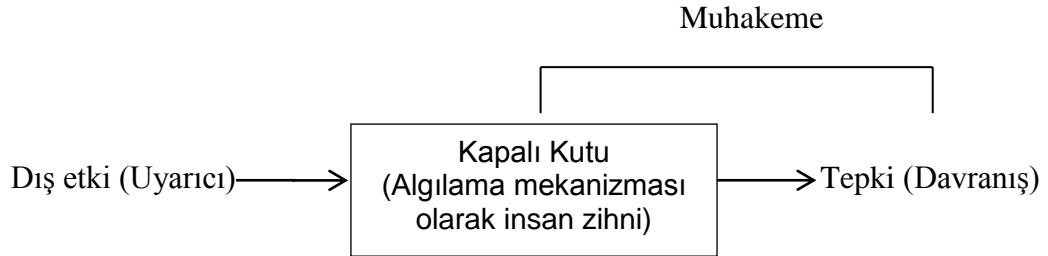 Muhakeme
Kapalı Kutu
Dış etki (Uyarıcı)
(Algılama mekanizması
Tepki (Davranış)
olarak insan zihni)